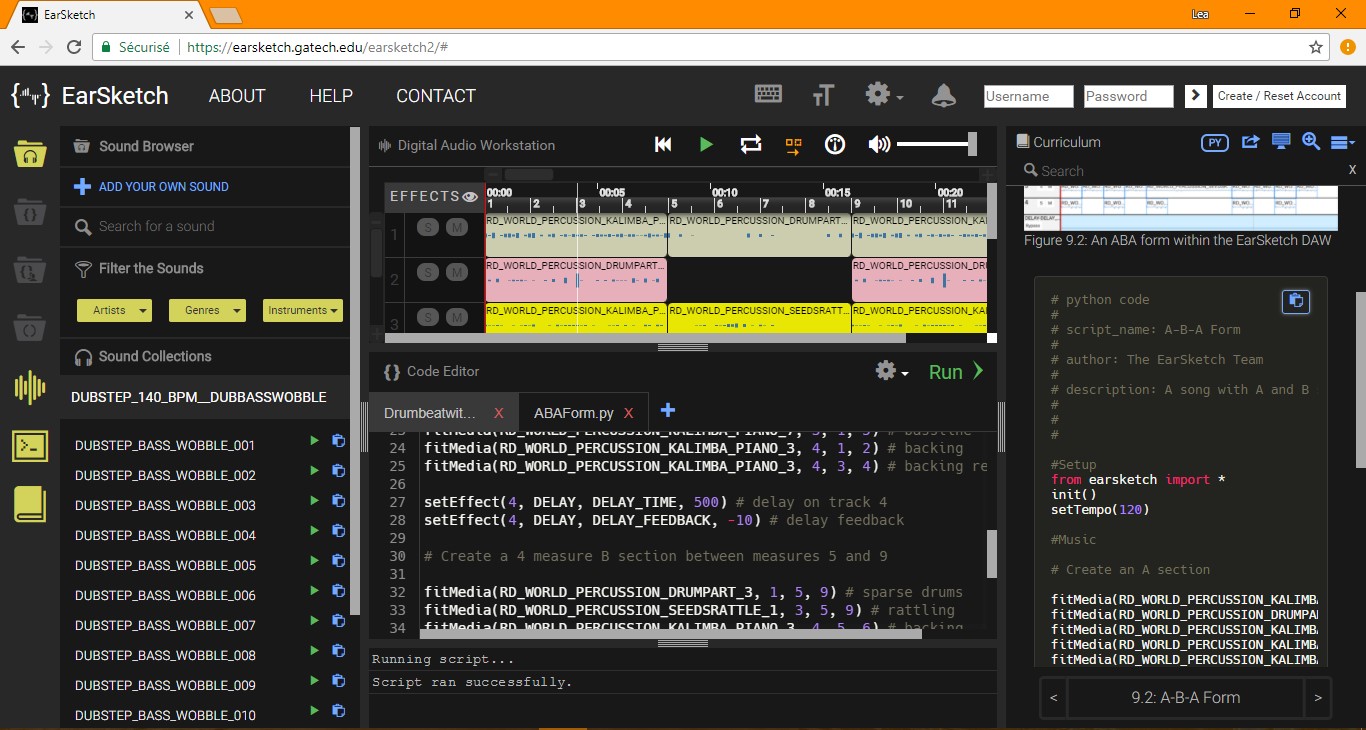 EarSketch
Lea
Sécurisé
https://earsketch.gatech.edu/earsketch2/#
EarSketch
ABOUT
HELP
CONTACT
Username
Password
Create / Reset Account
Sound Browser
ADD YOUR OWN SOUND
Search for a sound
Filter the Sounds
Artists
Genres
Instruments
Sound Collections
DUBSTEP_140_BPM__DUBBASSWOBBLE
DUBSTEP_BASS_WOBBLE_001
DUBSTEP_BASS_WOBBLE_002
DUBSTEP_BASS_WOBBLE_003
DUBSTEP_BASS_WOBBLE_004
DUBSTEP_BASS_WOBBLE_005
DUBSTEP_BASS_WOBBLE_006
DUBSTEP_BASS_WOBBLE_007
DUBSTEP_BASS_WOBBLE_008
DUBSTEP_BASS_WOBBLE_009
DUBSTEP_BASS_WOBBLE_010
Digital Audio Workstation
EFFECTS
00:00 00:05 00:10 00:15 00:20
1 2 3 4 5 6 7 8 9 10 11
1 S M RD_WORLD_PERCUSSION_KALIMBA_P... RD_WORLD_PERCUSSION_DRUMPART... RD_WORLD_PERCUSSION_KAL
2 S M RD_WORLD_PERCUSSION_DRUMPART... RD_WORLD_PERCUSSION_DRU
3 S M RD_WORLD_PERCUSSION_KALIMBA_P... RD_WORLD_PERCUSSION_SEEDSRATT... RD_WORLD_PERCUSSION_KAL
Code Editor
Run
Drumbeatwit... X
ABAForm.py X
23 fitMedia(RD_WORLD_PERCUSSION_KALIMBA_PIANO_7, 3, 1, 5) # bassline
24 fitMedia(RD_WORLD_PERCUSSION_KALIMBA_PIANO_3, 4, 1, 2) # backing
25 fitMedia(RD_WORLD_PERCUSSION_KALIMBA_PIANO_3, 4, 3, 4) # backing re
26
27 setEffect(4, DELAY, DELAY_TIME, 500) # delay on track 4
28 setEffect(4, DELAY, DELAY_FEEDBACK, -10) # delay feedback
29
30 # Create a 4 measure B section between measures 5 and 9
31
32 fitMedia(RD_WORLD_PERCUSSION_DRUMPART_3, 1, 5, 9) # sparse drums
33 fitMedia(RD_WORLD_PERCUSSION_SEEDSRATTLE_1, 3, 5, 9) # rattling
34 fitMedia(RD_WORLD_PERCUSSION_KALIMBA_PIANO_3, 4, 5, 6) # backing
Running script...
Script ran successfully.
Curriculum
PY
Search
X
Figure 9.2: An ABA form within the EarSketch DAW
# python code
#
# script_name: A-B-A Form
#
# author: The EarSketch Team
#
# description: A song with A and B
#
#
#
#Setup
from earsketch import *
init()
setTempo(120)
#Music
# Create an A section
fitMedia(RD_WORLD_PERCUSSION_KALIMB
fitMedia(RD_WORLD_PERCUSSION_DRUMPA
fitMedia(RD_WORLD_PERCUSSION_KALIMB
fitMedia(RD_WORLD_PERCUSSION_KALIMB
fitMedia(RD_WORLD_PERCUSSION_KALIMB
< 9.2: A-B-A Form >